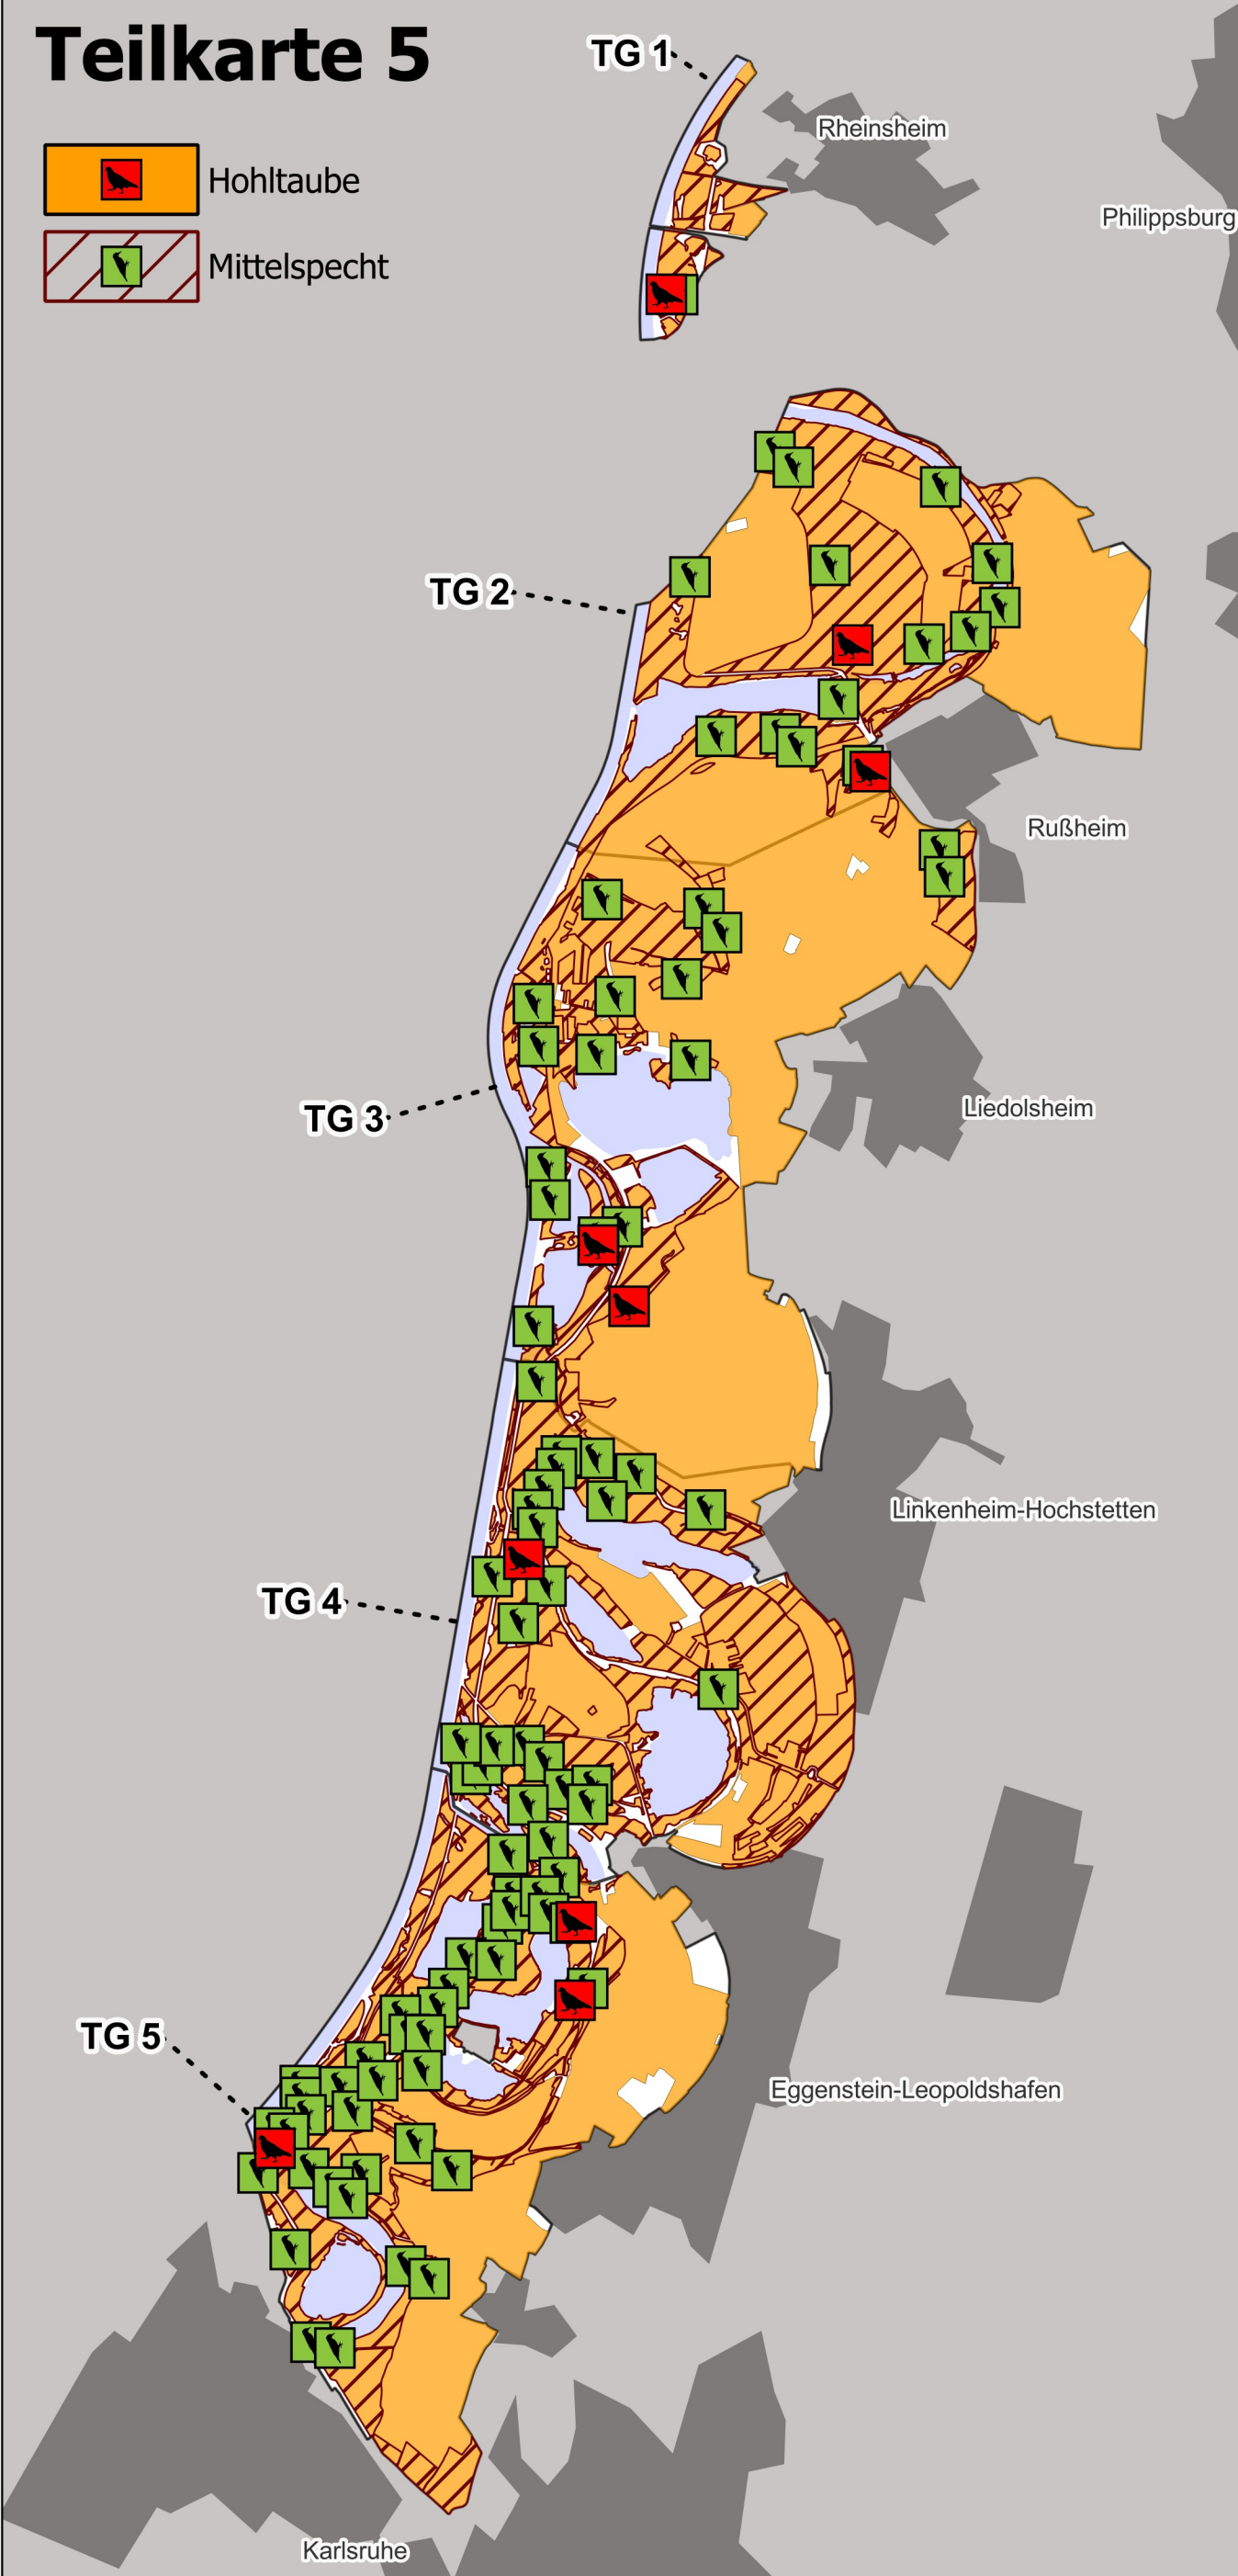 Teilkarte 5
TG 1
Rheinsheim
Hohltaube
Philippsburg
Mittelspecht
TG 2
Rußheim
Liedolsheim
TG 3
Linkenheim-Hochstetten
TG 4
TG 5
Eggenstein-Leopoldshafen
Karlsruhe